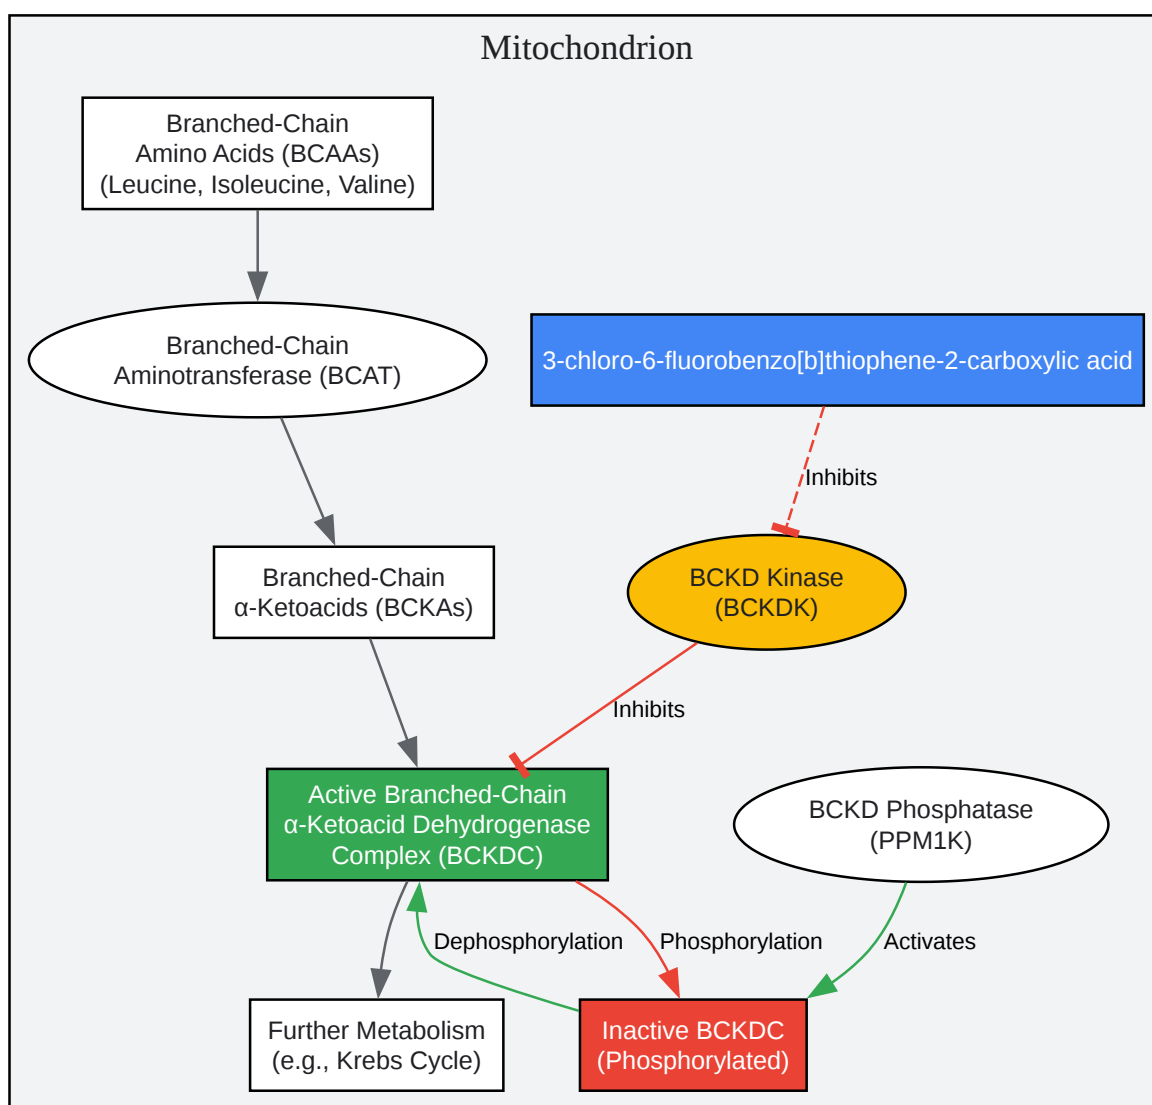 Mitochondrion
Branched-Chain
Amino Acids (BCAAs)
(Leucine, Isoleucine, Valine)
Branched-Chain
Aminotransferase (BCAT)
3-chloro-6-fluorobenzo[b]thiophene-2-carboxylic acid
Inhibits
Branched-Chain
α-Ketoacids (BCKAs)
BCKD Kinase
(BCKDK)
Inhibits
Active Branched-Chain
α-Ketoacid Dehydrogenase
Complex (BCKDC)
BCKD Phosphatase
(PPM1K)
Dephosphorylation
Phosphorylation
Activates
Further Metabolism
(e.g., Krebs Cycle)
Inactive BCKDC
(Phosphorylated)